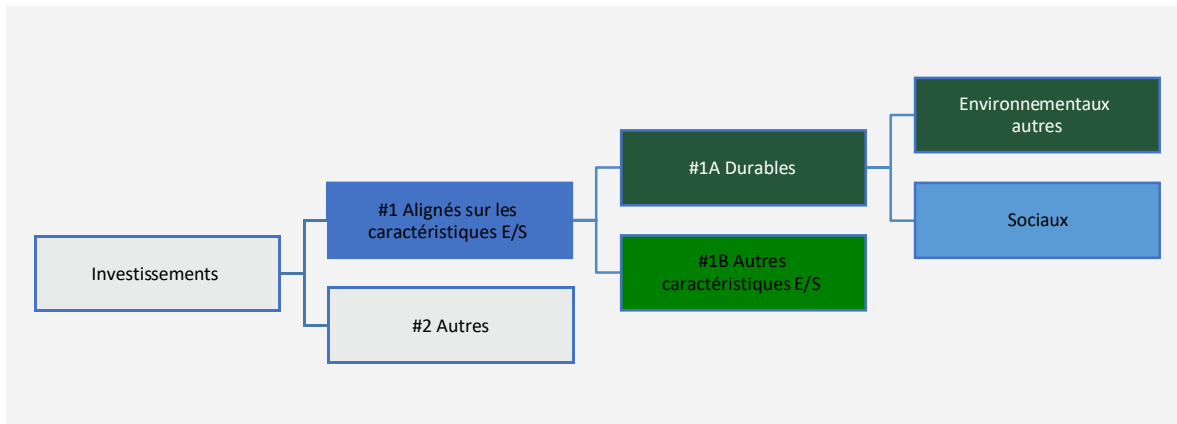 Investissements
#1 Alignés sur les
caractéristiques E/S
#2 Autres
#1A Durables
#1B Autres
caractéristiques E/S
Environnementaux
autres
Sociaux